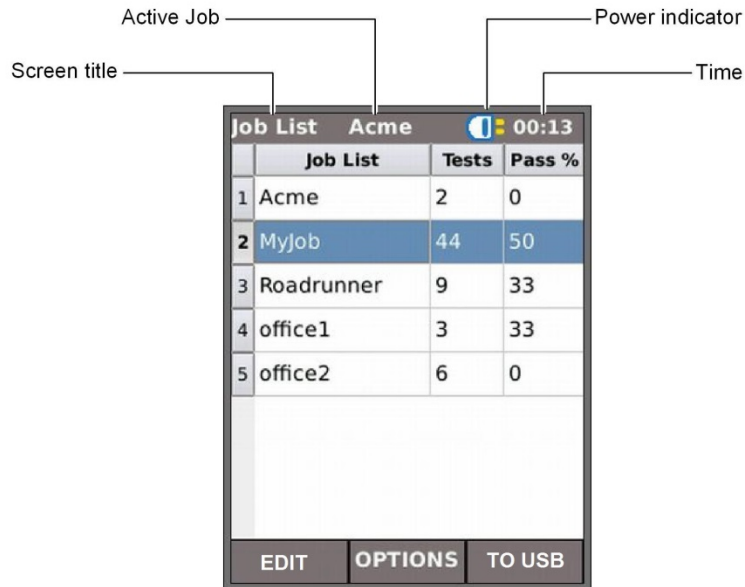 Active Job
Power indicator
Screen title
Time
Job List Acme 00:13
Job List Tests Pass %
1 Acme 2 0
2 MyJob 44 50
3 Roadrunner 9 33
4 office1 3 33
5 office2 6 0
EDIT OPTIONS TO USB